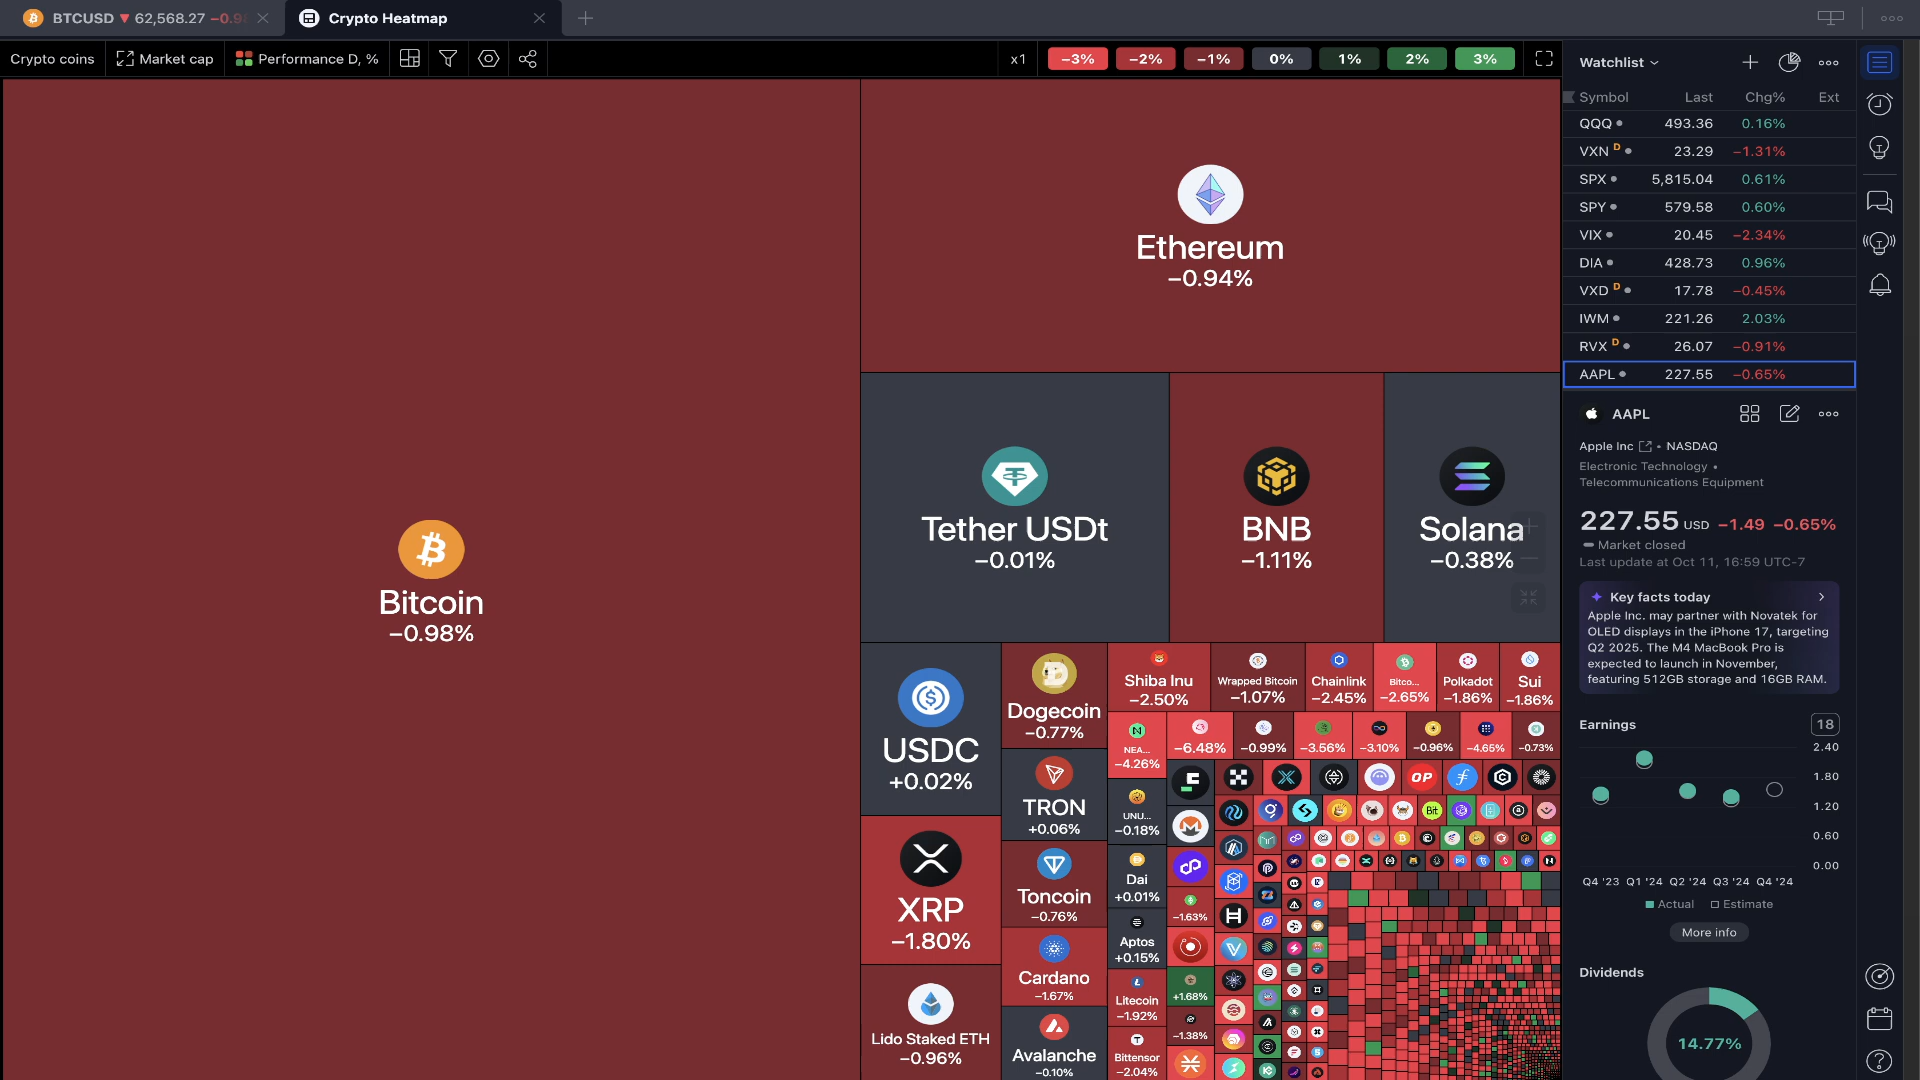 BTCUSD ▼ 62,568.27
Crypto Heatmap
Crypto coins
Market cap
Performance D, %
x1
−3%
−2%
−1%
0%
1%
2%
3%
Bitcoin
−0.98%
Ethereum
−0.94%
Tether USDt
−0.01%
BNB
−1.11%
Solana
−0.38%
USDC
+0.02%
XRP
−1.80%
Lido Staked ETH
−0.96%
Dogecoin
−0.77%
TRON
+0.06%
Toncoin
−0.76%
Cardano
−1.67%
Avalanche
−0.10%
Shiba Inu
−2.50%
Wrapped Bitcoin
−1.07%
Chainlink
−2.45%
Bitco...
−2.65%
Polkadot
−1.86%
Sui
−1.86%
NEA...
−4.26%
−6.48%
−0.99%
−3.56%
−3.10%
−0.96%
−4.65%
−0.73%
UNU...
−0.18%
Dai
+0.01%
Aptos
+0.15%
Litecoin
−1.92%
Bittensor
−2.04%
−1.63%
+1.68%
−1.38%
OP
Bit
Watchlist
Symbol Last Chg% Ext
QQQ 493.36 0.16%
VXN D 23.29 −1.31%
SPX 5,815.04 0.61%
SPY 579.58 0.60%
VIX 20.45 −2.34%
DIA 428.73 0.96%
VXD D 17.78 −0.45%
IWM 221.26 2.03%
RVX D 26.07 −0.91%
AAPL 227.55 −0.65%
AAPL
Apple Inc • NASDAQ
Electronic Technology •
Telecommunications Equipment
227.55 USD −1.49 −0.65%
Market closed
Last update at Oct 11, 16:59 UTC-7
Key facts today
Apple Inc. may partner with Novatek for
OLED displays in the iPhone 17, targeting
Q2 2025. The M4 MacBook Pro is
expected to launch in November,
featuring 512GB storage and 16GB RAM.
Earnings
18
2.40
1.80
1.20
0.60
0.00
Q4 '23 Q1 '24 Q2 '24 Q3 '24 Q4 '24
Actual Estimate
More info
Dividends
14.77%